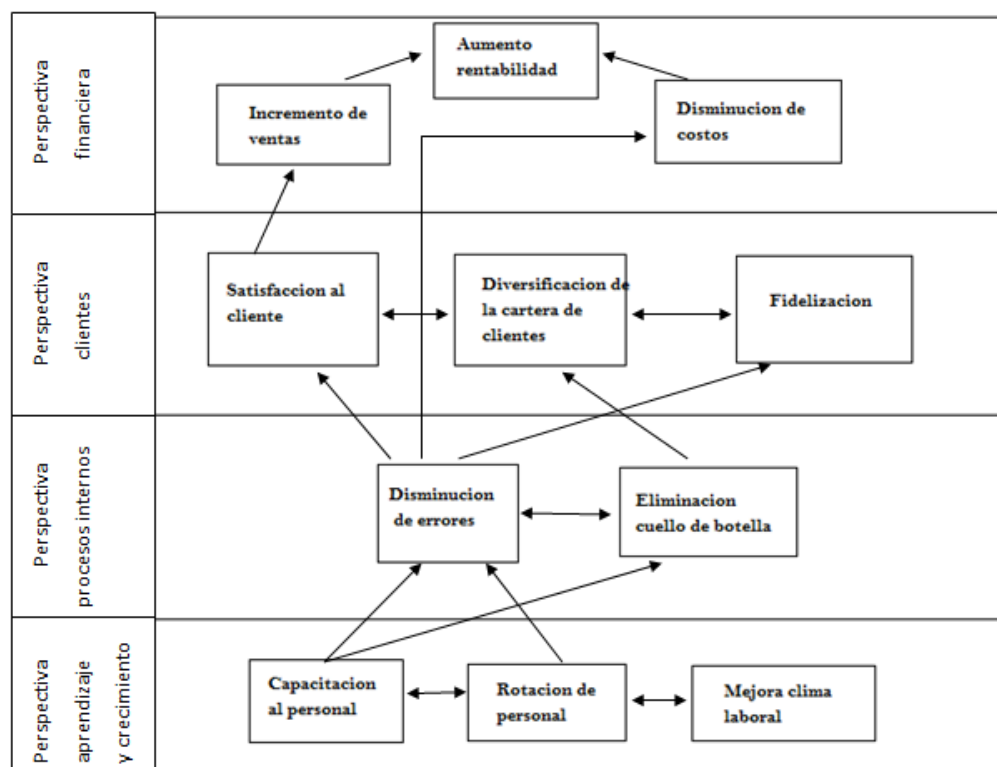 Perspectiva
financiera
Aumento
rentabilidad
Incremento de
ventas
Disminucion de
costos
Perspectiva
clientes
Satisfaccion al
cliente
Diversificacion de
la cartera de
clientes
Fidelizacion
Perspectiva
procesos internos
Disminucion
de errores
Eliminacion
cuello de botella
Perspectiva
aprendizaje
y crecimiento
Capacitacion
al personal
Rotacion de
personal
Mejora clima
laboral